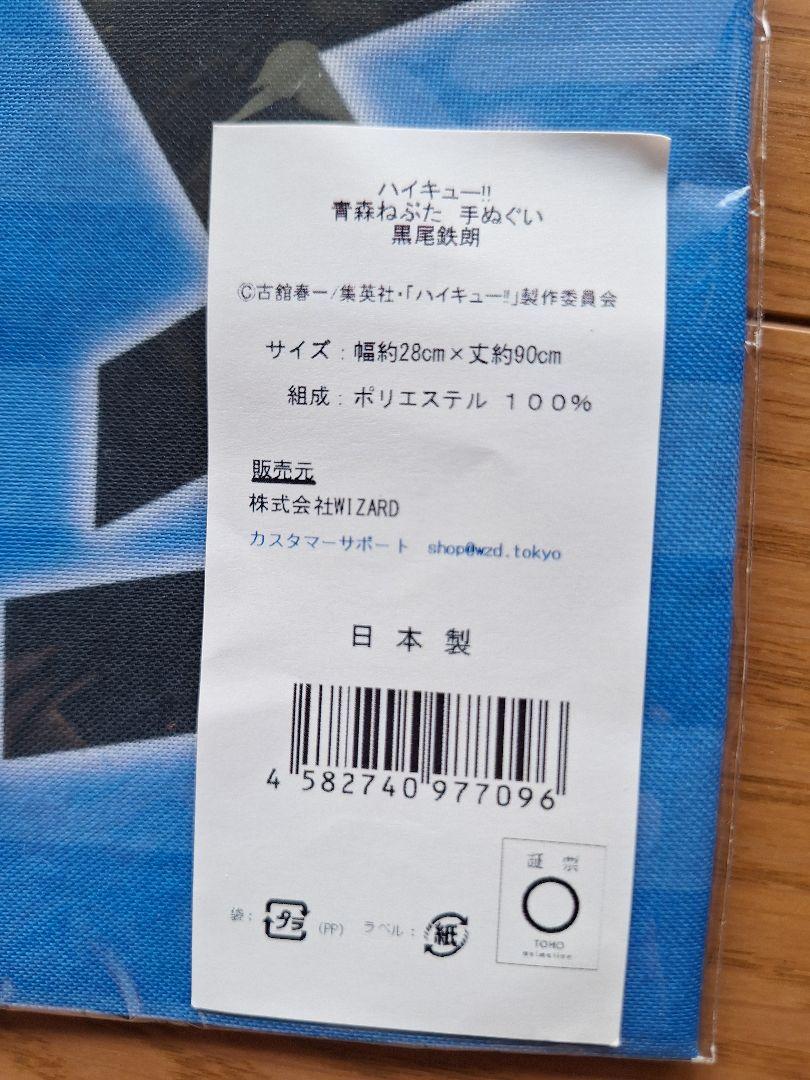 ハイキュー!!
青森ねぶた 手ぬぐい
黒尾鉄朗
©古舘春一/集英社・「ハイキュー!!」製作委員会
サイズ：幅約28cm×丈約90cm
組成：ポリエステル １００％
販売元
株式会社WIZARD
カスタマーサポート shop@wzd.tokyo
日本製
4 582740 977096
証 票
TOHO
animation
袋： プラ (PP) ラベル： 紙